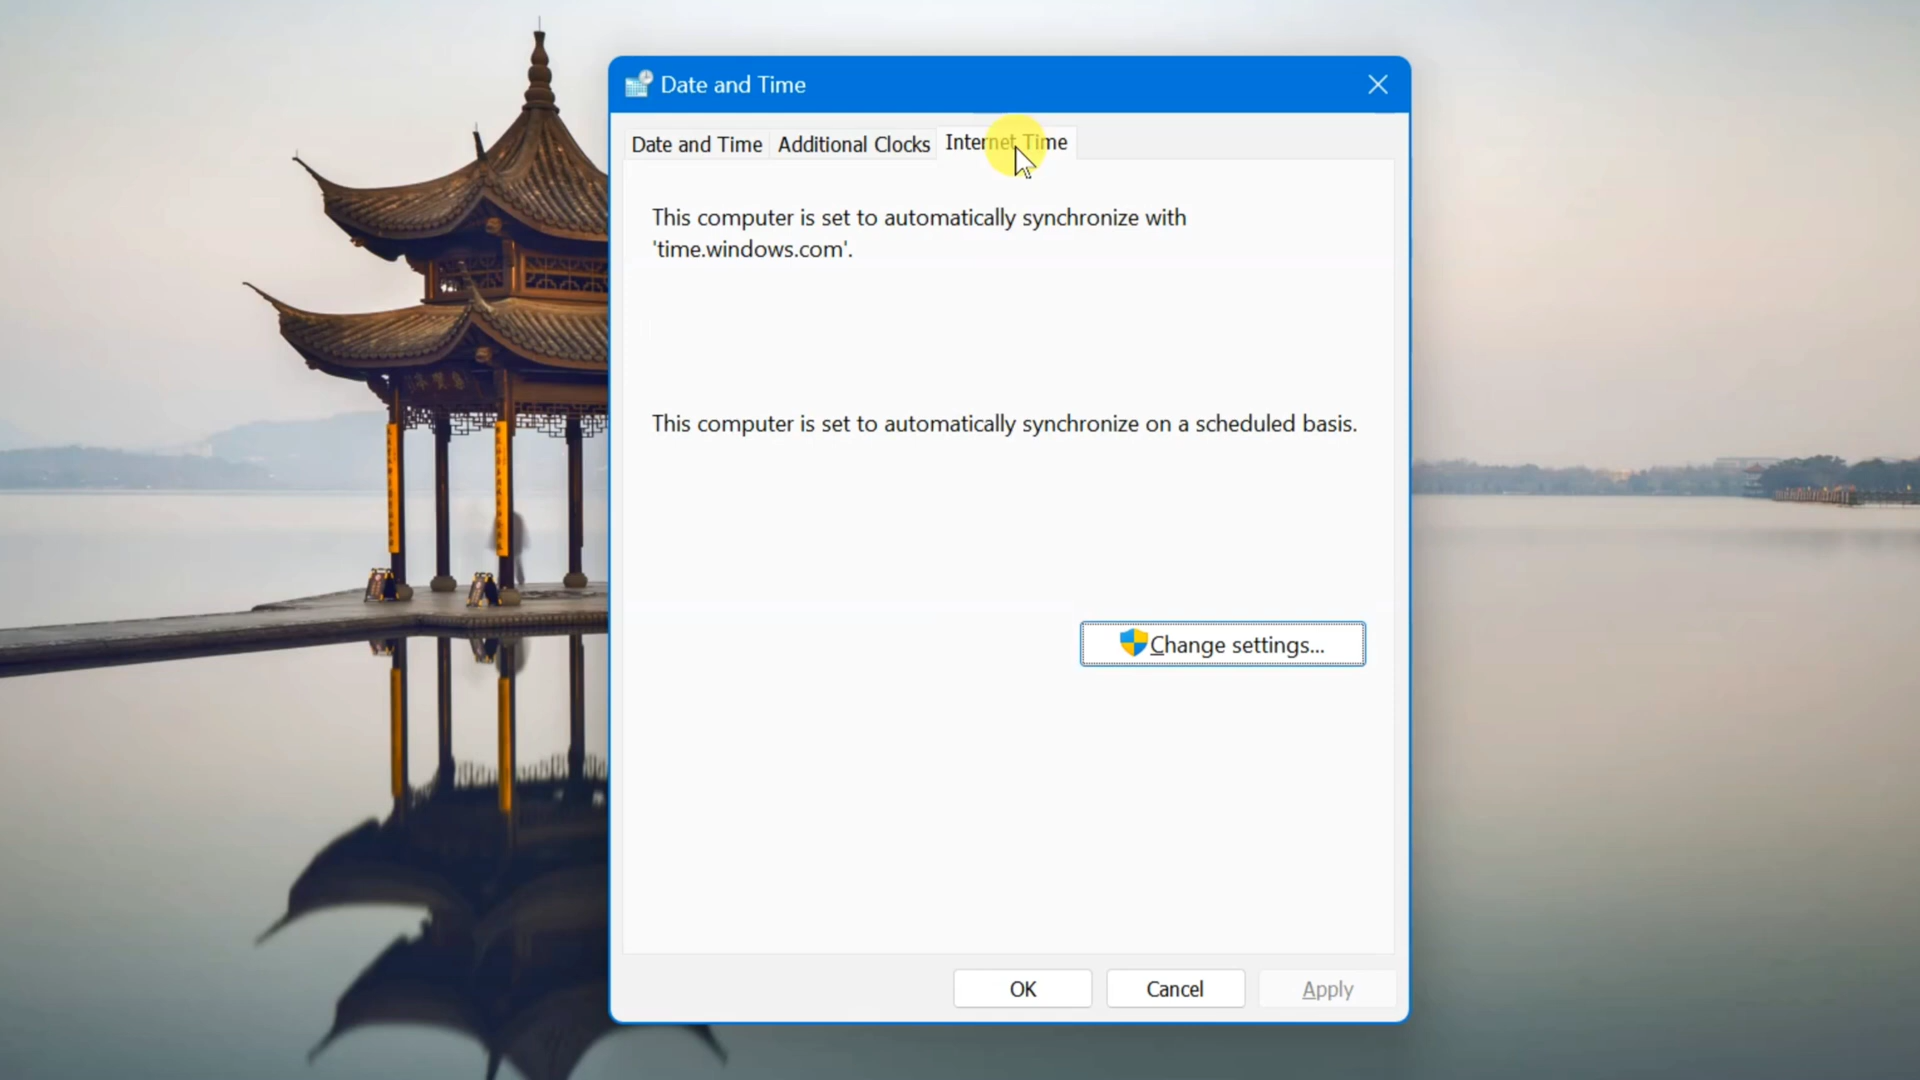 Date and Time
Date and Time
Additional Clocks
Internet Time
This computer is set to automatically synchronize with
'time.windows.com'.
This computer is set to automatically synchronize on a scheduled basis.
Change settings...
OK
Cancel
Apply